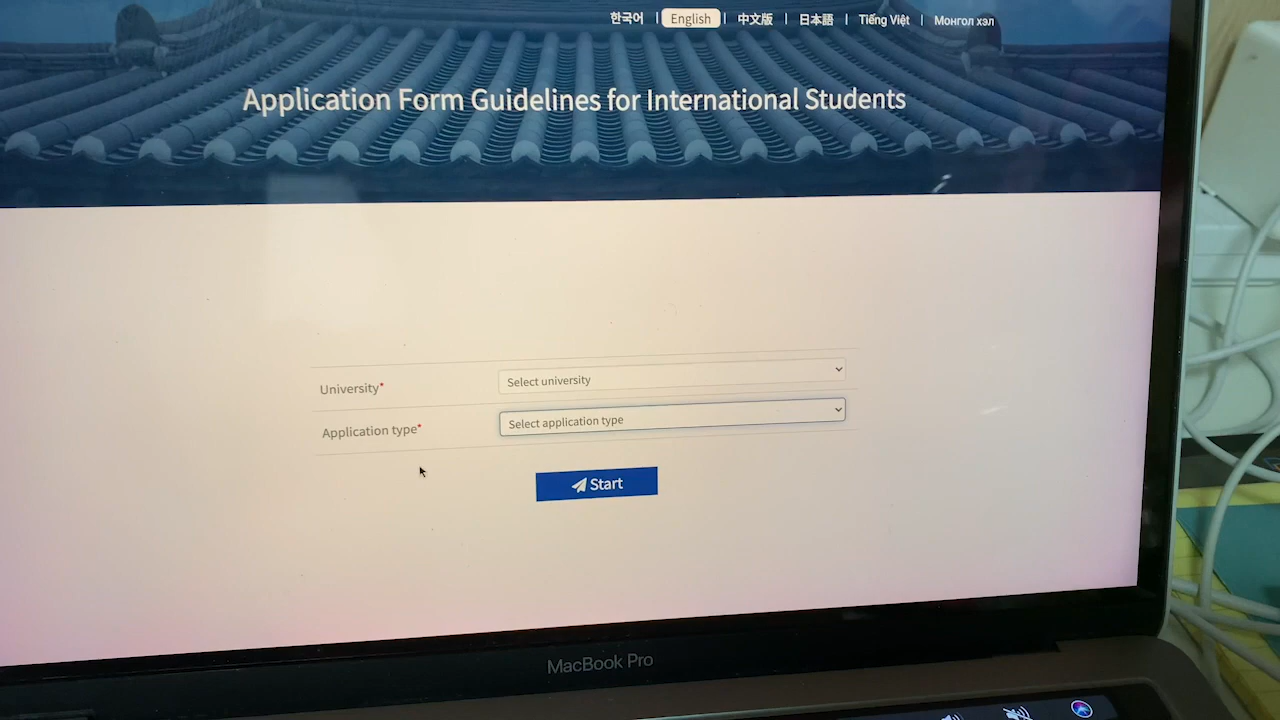 한국어 | English | 中文版 | 日本語 | Tiếng Việt | Монгол хэл
Application Form Guidelines for International Students
University* Select university
Application type* Select application type
Start
MacBook Pro